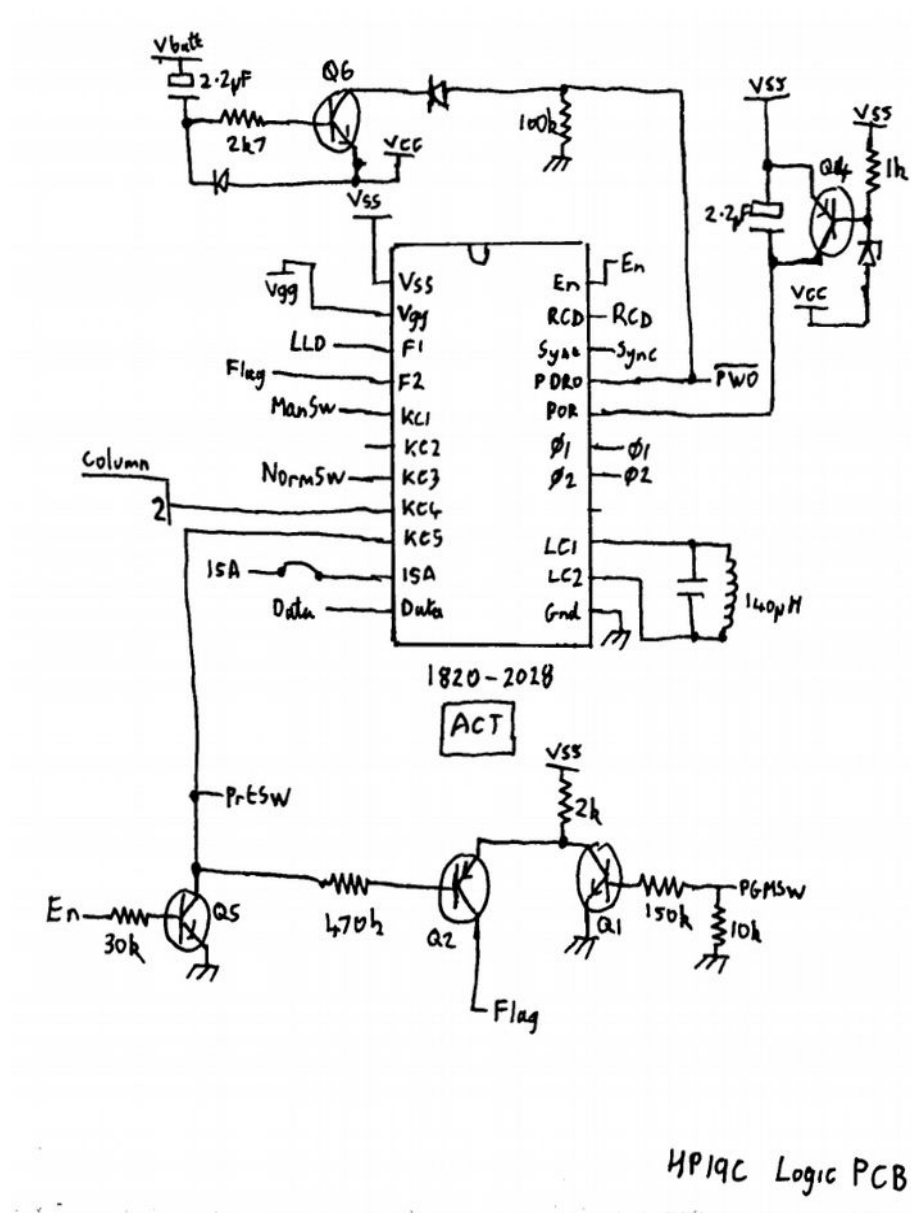 Vbatt
2.2µF
Q6
2k7
Vcc
100k
Vss
Vss
Q4
1k
2.2µF
Vcc
Vss
Vgg
LLD
Flag
ManSw
Column
2
NormSw
ISA
Data
Vss
Vgg
F1
F2
KC1
KC2
KC3
KC4
KC5
ISA
Data
En
RCD
Sync
PDRO
POR
Ø1
Ø2
LC1
LC2
Gnd
En
RCD
Sync
PWO
Ø1
Ø2
140µH
1820-2028
ACT
PrtSw
En
30k
Q5
470k
Q2
Flag
Vss
2k
Q1
150k
PGMSW
10k
HP19C Logic PCB